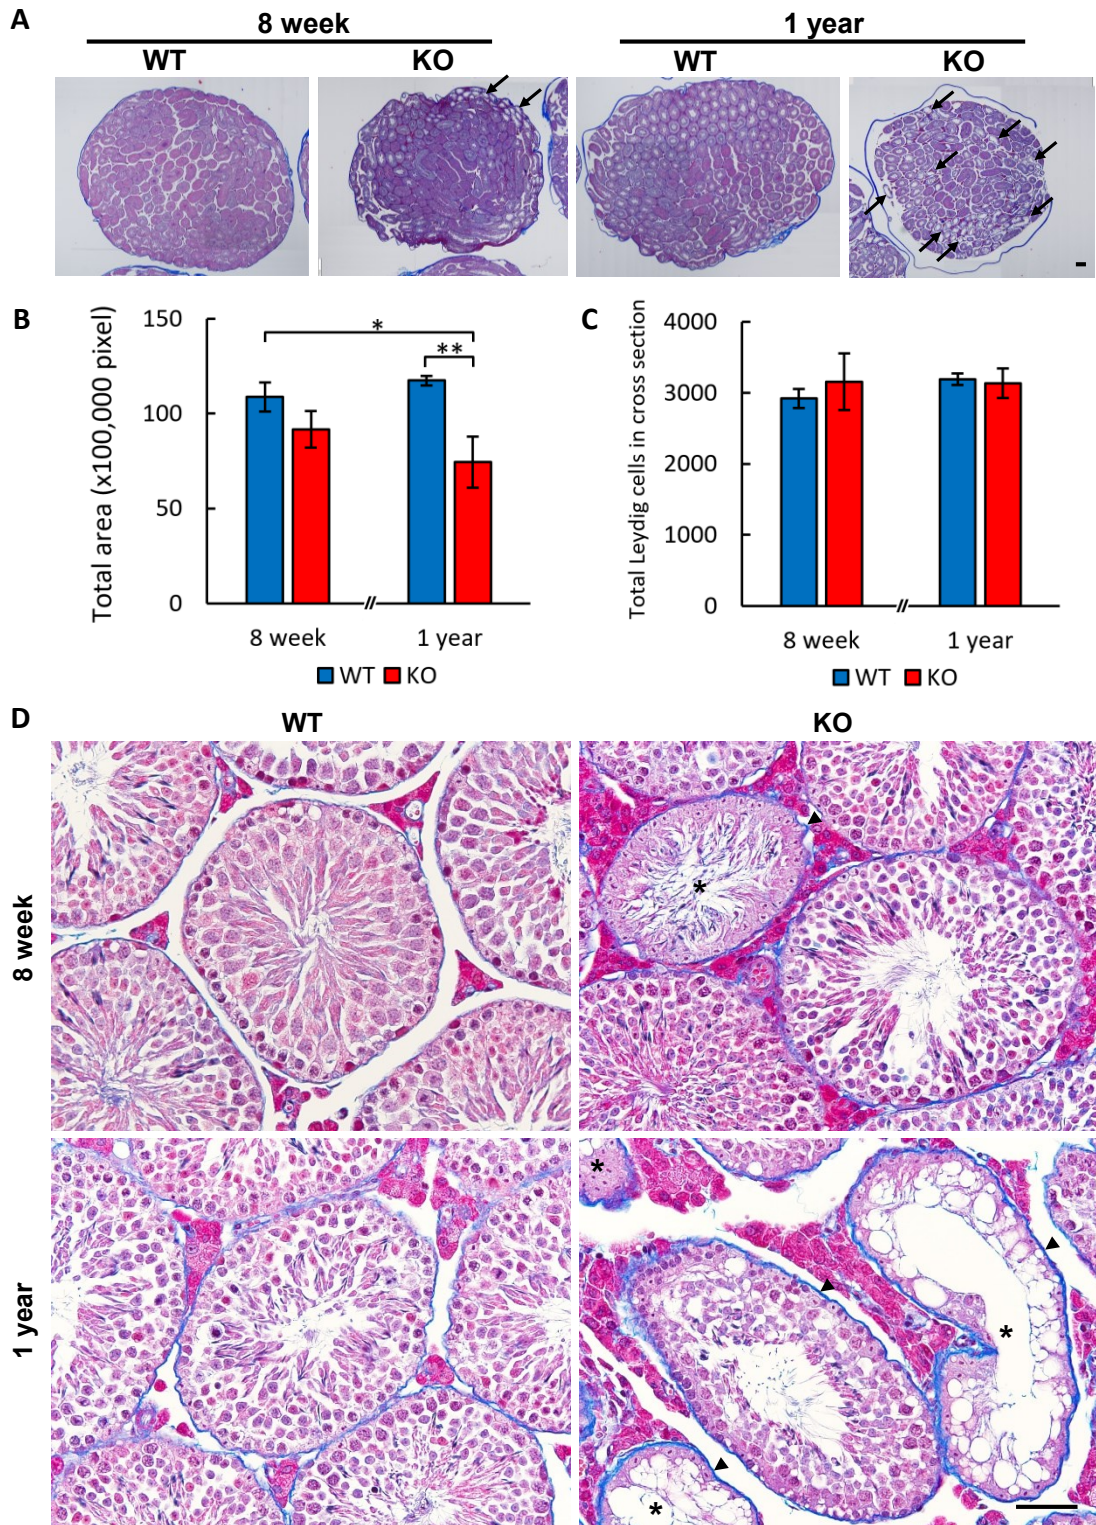 A
8 week
1 year
WT
KO
WT
KO
B
Total area (x100,000 pixel)
150
100
50
0
*
**
8 week
1 year
WT
KO
C
Total Leydig cells in cross section
4000
3000
2000
1000
0
8 week
1 year
WT
KO
D
WT
KO
8 week
*
1 year
*
*
*